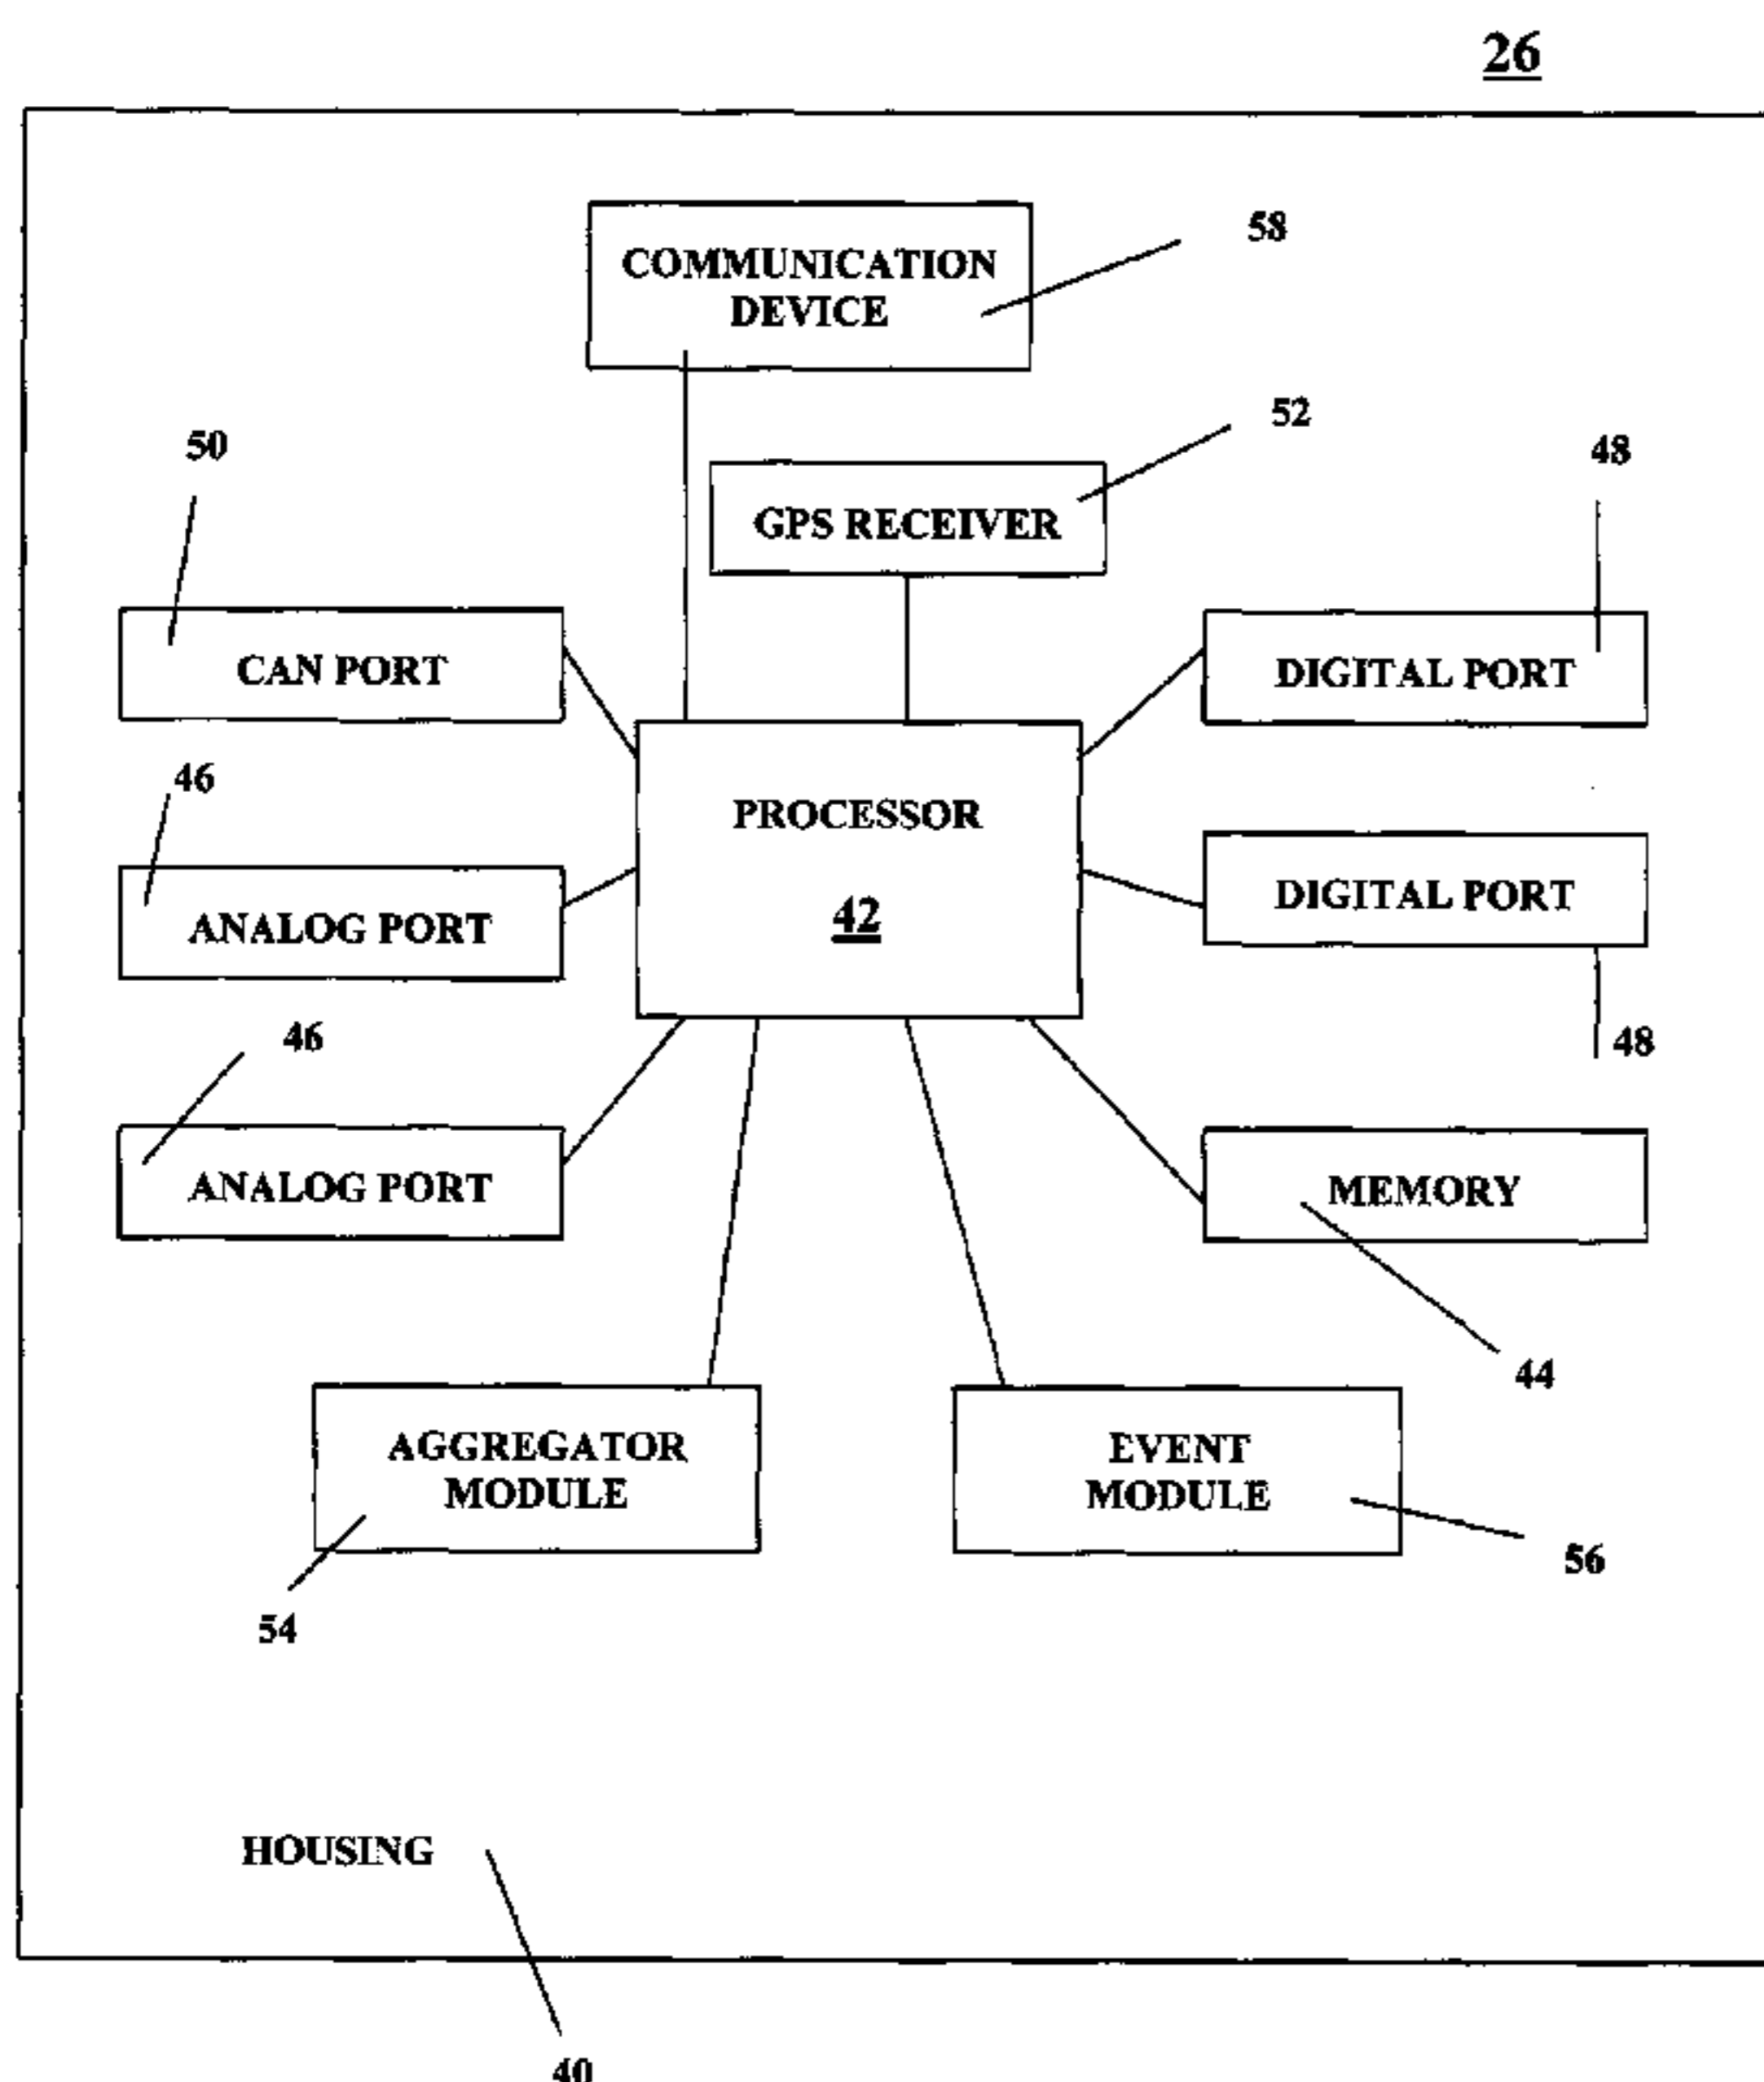 26
58
COMMUNICATION
DEVICE
52
50
48
GPS RECEIVER
CAN PORT
DIGITAL PORT
46
PROCESSOR
42
ANALOG PORT
DIGITAL PORT
46
48
ANALOG PORT
MEMORY
44
AGGREGATOR
MODULE
EVENT
MODULE
56
54
HOUSING
40